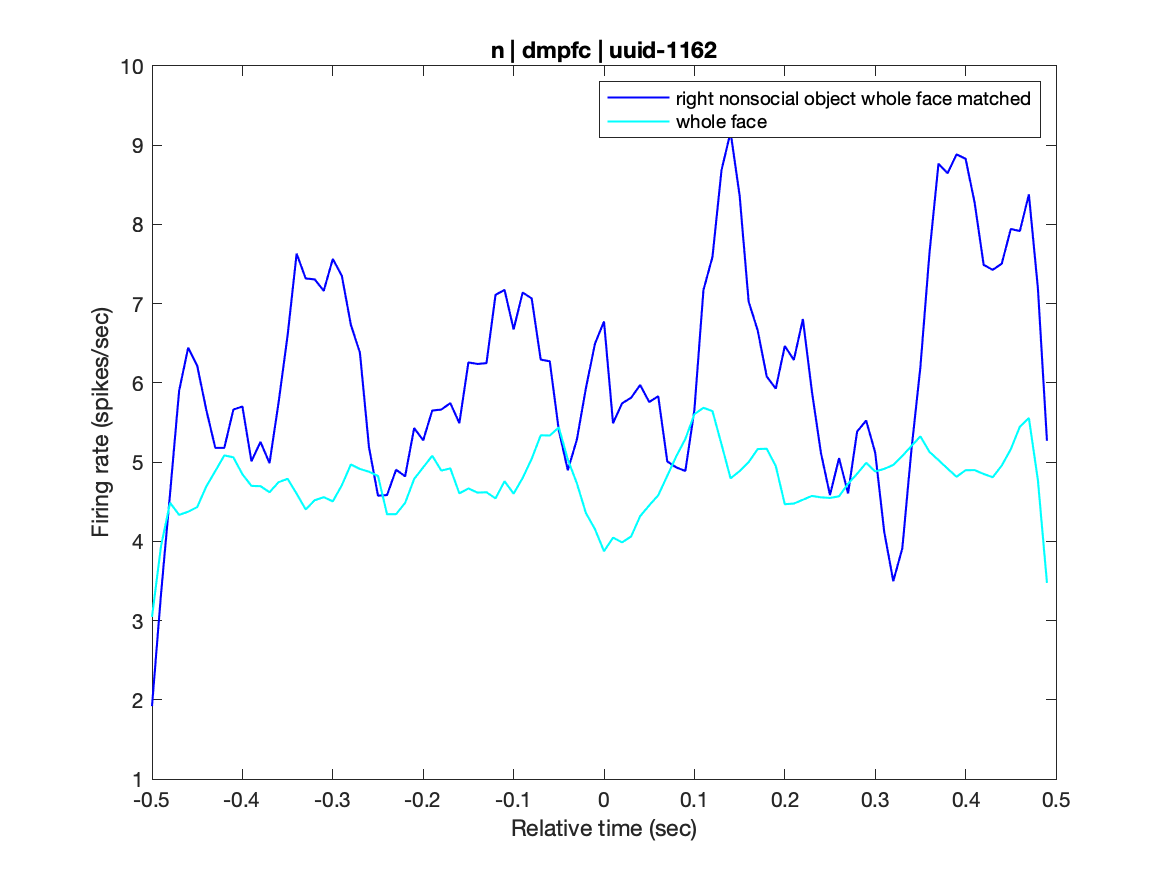 n | dmpfc | uuid-1162
right nonsocial object whole face matched
whole face
Firing rate (spikes/sec)
10
9
8
7
6
5
4
3
2
1
-0.5 -0.4 -0.3 -0.2 -0.1 0 0.1 0.2 0.3 0.4 0.5
Relative time (sec)